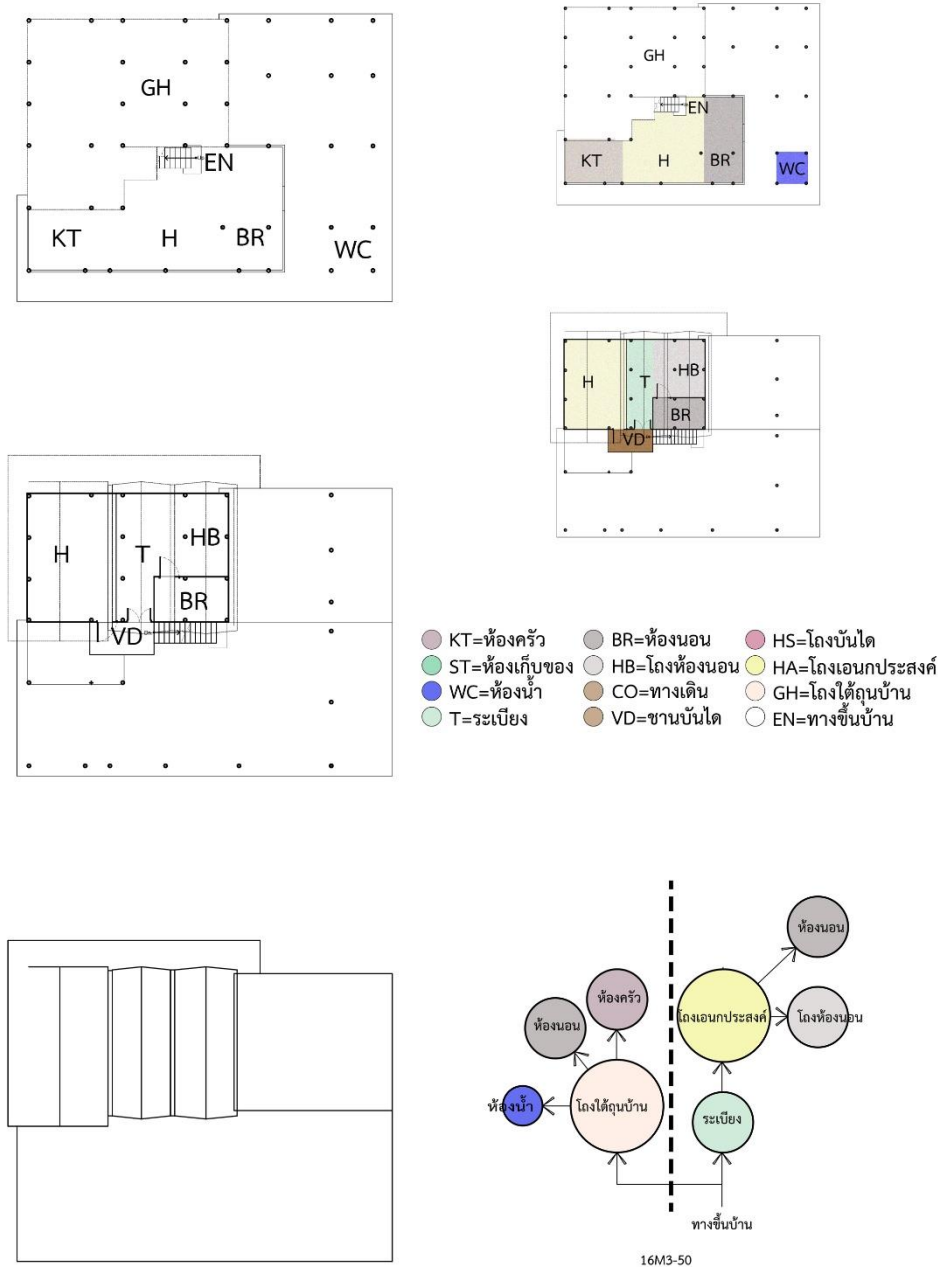 GH
EN
KT
H
BR
WC
GH
EN
KT
H
BR
WC
H
T
HB
BR
VD
H
T
HB
BR
VD
KT=ห้องครัว
BR=ห้องนอน
HS=โถงบันได
ST=ห้องเก็บของ
HB=โถงห้องนอน
HA=โถงเอนกประสงค์
WC=ห้องน้ำ
CO=ทางเดิน
GH=โถงใต้ถุนบ้าน
T=ระเบียง
VD=ชานบันได
EN=ทางขึ้นบ้าน
ห้องนอน
ห้องครัว
โถงเอนกประสงค์
โถงห้องนอน
ห้องนอน
ห้องน้ำ
โถงใต้ถุนบ้าน
ระเบียง
ทางขึ้นบ้าน
16M3-50